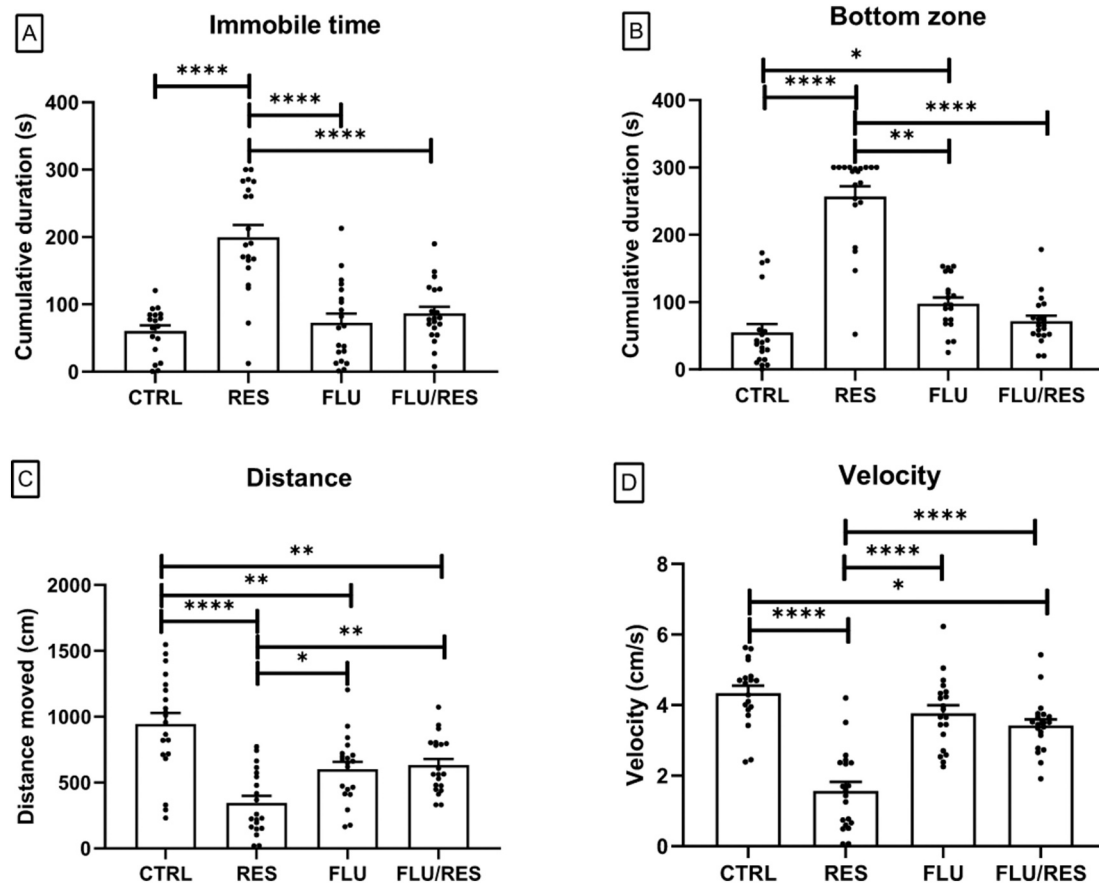 A
Immobile time
****
****
****
Cumulative duration (s)
400
300
200
100
0
CTRL RES FLU FLU/RES
B
Bottom zone
*
****
****
**
Cumulative duration (s)
400
300
200
100
0
CTRL RES FLU FLU/RES
C
Distance
**
**
****
**
*
Distance moved (cm)
2000
1500
1000
500
0
CTRL RES FLU FLU/RES
D
Velocity
****
****
*
****
Velocity (cm/s)
8
6
4
2
0
CTRL RES FLU FLU/RES